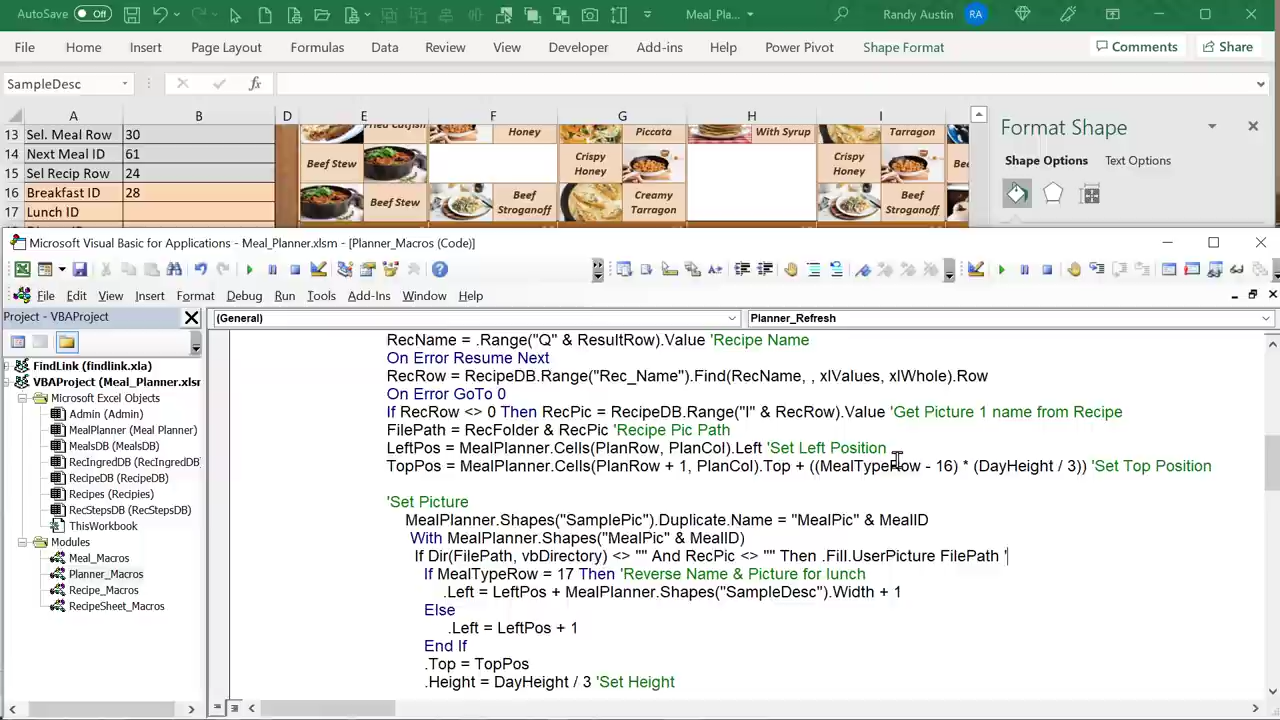 AutoSave Off Meal_Pla... Randy Austin RA
File Home Insert Page Layout Formulas Data Review View Developer Add-ins Help Power Pivot Shape Format Comments Share
SampleDesc fx
A B D E F G H I
13 Sel. Meal Row 30
14 Next Meal ID 61
15 Sel Recip Row 24
16 Breakfast ID 28
17 Lunch ID
Fried Catfish Honey Piccata With Syrup Tarragon
Beef Stew Crispy Honey Crispy Honey
Beef Stew Beef Stroganoff Creamy Tarragon Beef Stroganoff
Format Shape
Shape Options Text Options
Microsoft Visual Basic for Applications - Meal_Planner.xlsm - [Planner_Macros (Code)]
File Edit View Insert Format Debug Run Tools Add-Ins Window Help
Project - VBAProject
FindLink (findlink.xla)
VBAProject (Meal_Planner.xlsm
Microsoft Excel Objects
Admin (Admin)
MealPlanner (Meal Planner)
MealsDB (MealsDB)
RecIngredDB (RecIngredDB)
RecipeDB (RecipeDB)
Recipes (Recipies)
RecStepsDB (RecStepsDB)
ThisWorkbook
Modules
Meal_Macros
Planner_Macros
Recipe_Macros
RecipeSheet_Macros
(General) Planner_Refresh
RecName = .Range("Q" & ResultRow).Value 'Recipe Name
On Error Resume Next
RecRow = RecipeDB.Range("Rec_Name").Find(RecName, , xlValues, xlWhole).Row
On Error GoTo 0
If RecRow <> 0 Then RecPic = RecipeDB.Range("I" & RecRow).Value 'Get Picture 1 name from Recipe
FilePath = RecFolder & RecPic 'Recipe Pic Path
LeftPos = MealPlanner.Cells(PlanRow, PlanCol).Left 'Set Left Position
TopPos = MealPlanner.Cells(PlanRow + 1, PlanCol).Top + ((MealTypeRow - 16) * (DayHeight / 3)) 'Set Top Position
'Set Picture
MealPlanner.Shapes("SamplePic").Duplicate.Name = "MealPic" & MealID
With MealPlanner.Shapes("MealPic" & MealID)
If Dir(FilePath, vbDirectory) <> "" And RecPic <> "" Then .Fill.UserPicture FilePath '
If MealTypeRow = 17 Then 'Reverse Name & Picture for lunch
.Left = LeftPos + MealPlanner.Shapes("SampleDesc").Width + 1
Else
.Left = LeftPos + 1
End If
.Top = TopPos
.Height = DayHeight / 3 'Set Height